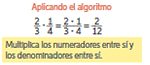 Aplicando el algoritmo
2/3 · 1/4 = 2 · 1/3 · 4 = 2/12
Multiplica los numeradores entre sí y
los denominadores entre sí.